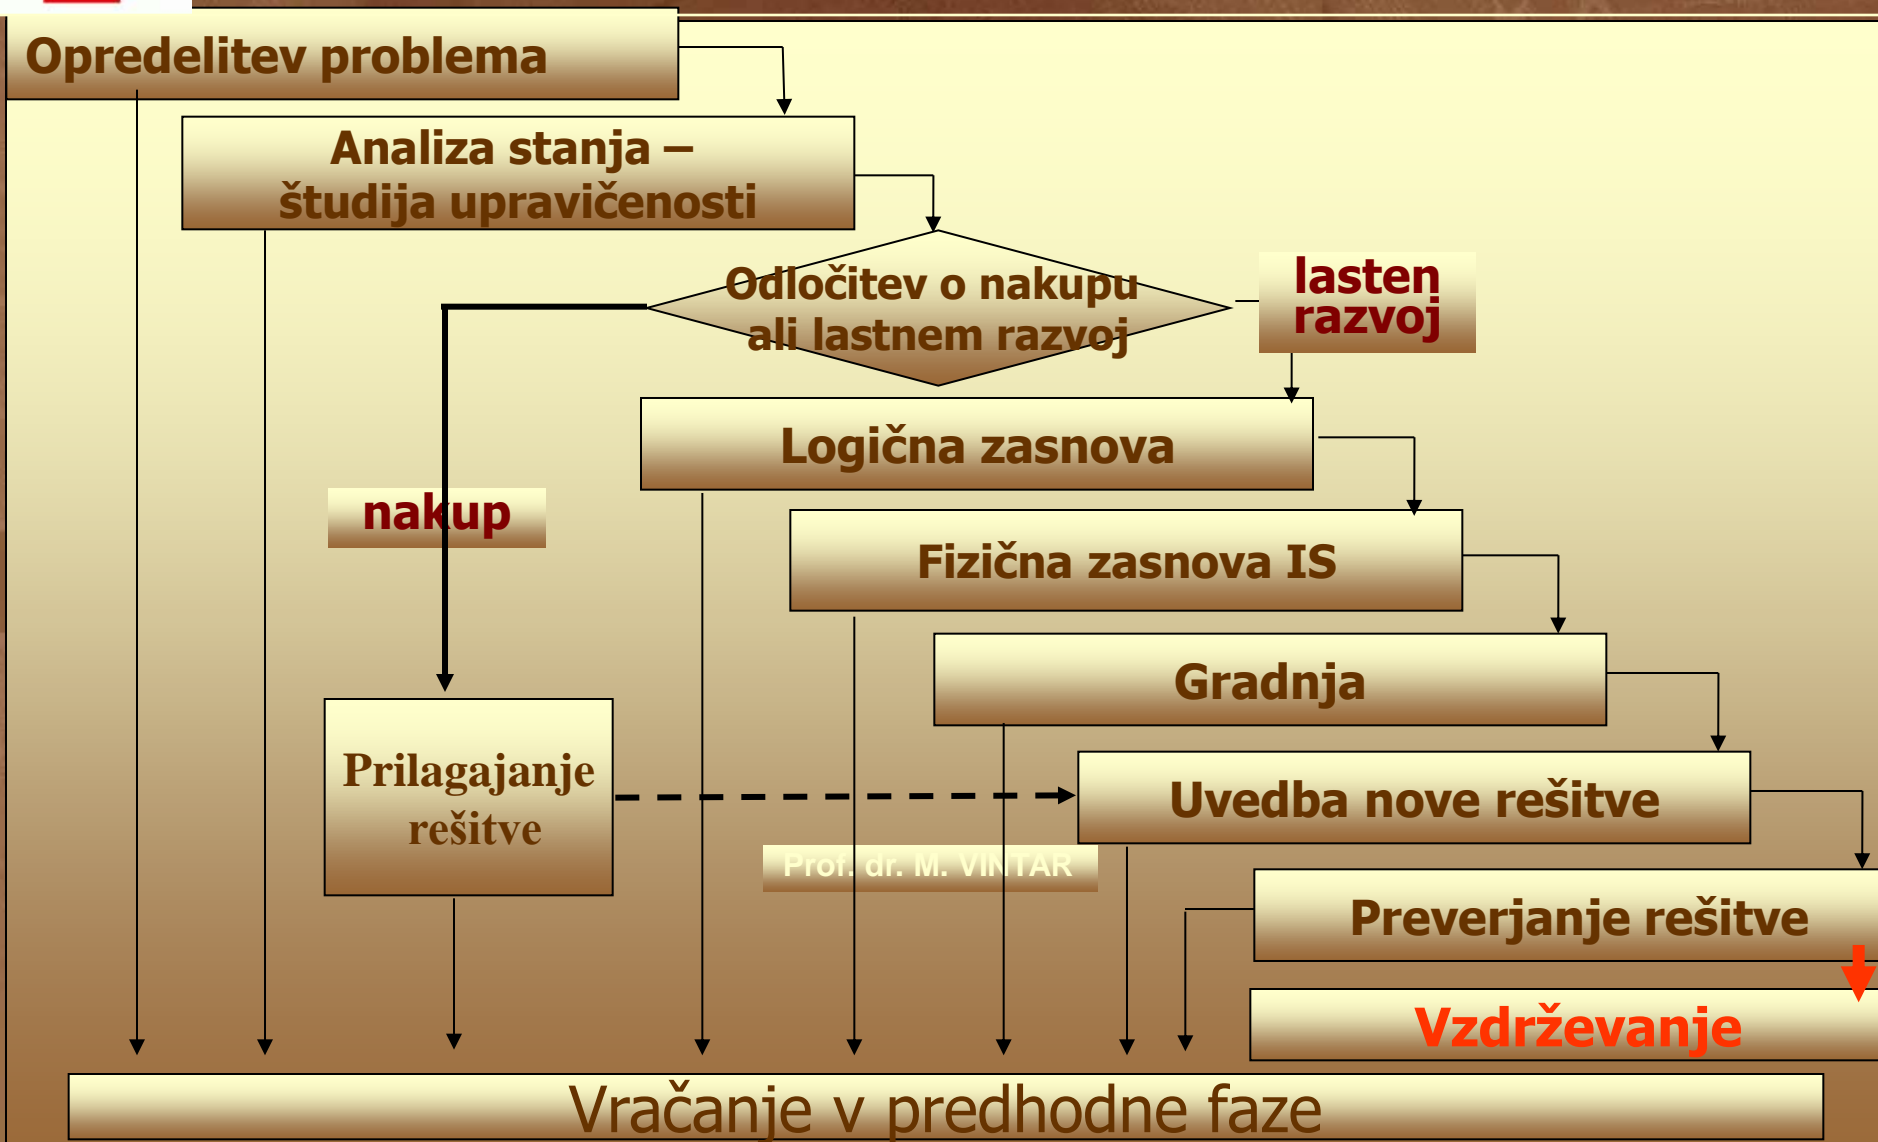 Opredelitev problema
Analiza stanja –
študija upravičenosti
Odločitev o nakupu
ali lastnem razvoj
lasten
razvoj
Logična zasnova
nakup
Fizična zasnova IS
Gradnja
Prilagajanje
rešitve
Uvedba nove rešitve
Prof. dr. M. VINTAR
Preverjanje rešitve
Vzdrževanje
Vračanje v predhodne faze